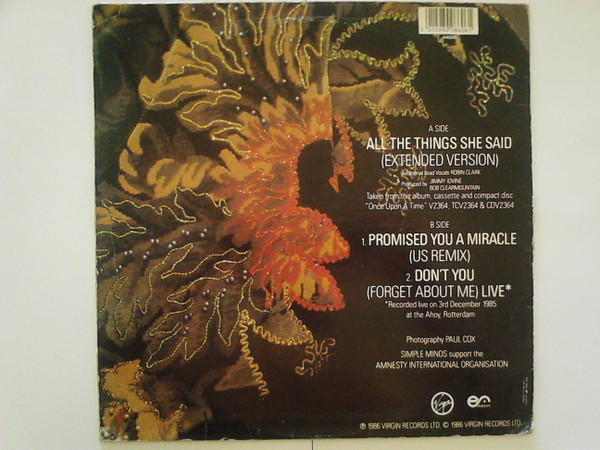 A SIDE
ALL THE THINGS SHE SAID
(EXTENDED VERSION)
Additional Lead Vocals ROBIN CLARK
Produced by JIMMY IOVINE
BOB CLEARMOUNTAIN
Taken from the album, cassette and compact disc
"Once Upon A Time" V2364, TCV2364 & CDV2364
B SIDE
1. PROMISED YOU A MIRACLE
(US REMIX)
2. DON'T YOU
(FORGET ABOUT ME) LIVE*
*Recorded live on 3rd December 1985
at the Ahoy, Rotterdam
Photography PAUL COX
SIMPLE MINDS support the
AMNESTY INTERNATIONAL ORGANISATION
Virgin
℗ 1986 VIRGIN RECORDS LTD. © 1986 VIRGIN RECORDS LTD.